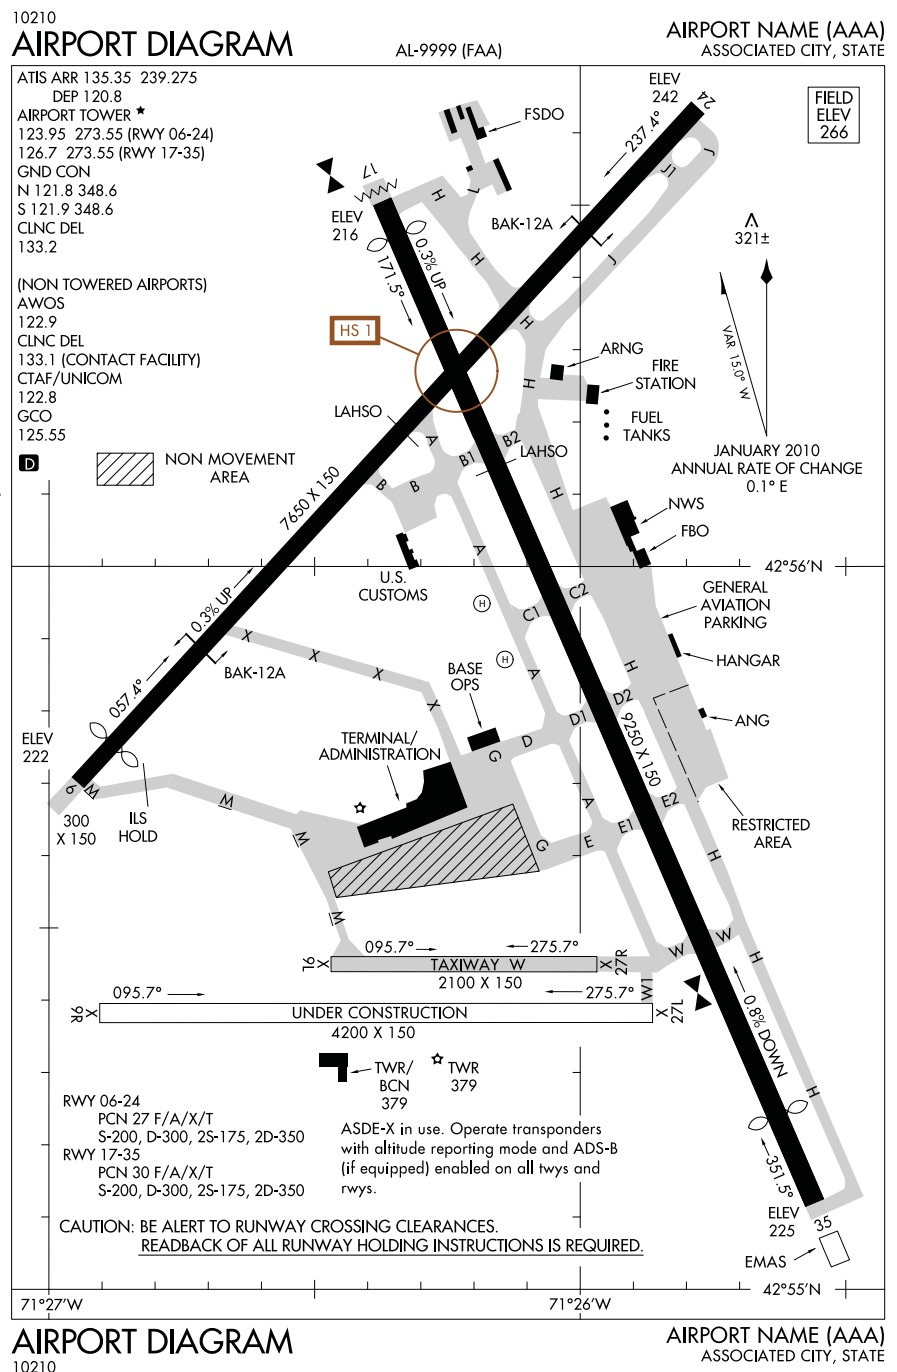 10210
AIRPORT DIAGRAM
AL-9999 (FAA)
AIRPORT NAME (AAA)
ASSOCIATED CITY, STATE
ATIS ARR 135.35 239.275
DEP 120.8
AIRPORT TOWER ★
123.95 273.55 (RWY 06-24)
126.7 273.55 (RWY 17-35)
GND CON
N 121.8 348.6
S 121.9 348.6
CLNC DEL
133.2
(NON TOWERED AIRPORTS)
AWOS
122.9
CLNC DEL
133.1 (CONTACT FACILITY)
CTAF/UNICOM
122.8
GCO
125.55
D
NON MOVEMENT
AREA
FIELD
ELEV
266
ELEV
242
24
237.4°
FSDO
17
ELEV
216
H
L
J
J1
BAK-12A
J
H
0.3% UP
171.5°
321±
VAR 15.0° W
JANUARY 2010
ANNUAL RATE OF CHANGE
0.1° E
HS 1
H
ARNG
FIRE
STATION
H
FUEL
TANKS
LAHSO
A
B2
B1
LAHSO
B
B
H
7650 X 150
NWS
FBO
A
U.S.
CUSTOMS
42°56'N
H
C1
C2
GENERAL
AVIATION
PARKING
0.3% UP
X
X
X
X
BAK-12A
H
A
H
HANGAR
BASE
OPS
057.4°
D2
D1
D
G
ANG
9250 X 150
ELEV
222
TERMINAL/
ADMINISTRATION
6
M
ILS
HOLD
300
X 150
M
M
A
E2
E1
E
G
RESTRICTED
AREA
H
M
W
W
H
095.7°
275.7°
9L
X
TAXIWAY W
X
27R
2100 X 150
W1
095.7°
275.7°
9R
X
UNDER CONSTRUCTION
X
27L
4200 X 150
0.8% DOWN
H
TWR/
BCN
379
TWR
379
RWY 06-24
PCN 27 F/A/X/T
S-200, D-300, 2S-175, 2D-350
RWY 17-35
PCN 30 F/A/X/T
S-200, D-300, 2S-175, 2D-350
ASDE-X in use. Operate transponders
with altitude reporting mode and ADS-B
(if equipped) enabled on all twys and
rwys.
351.5°
ELEV
225
35
EMAS
CAUTION: BE ALERT TO RUNWAY CROSSING CLEARANCES.
READBACK OF ALL RUNWAY HOLDING INSTRUCTIONS IS REQUIRED.
42°55'N
71°27'W
71°26'W
AIRPORT DIAGRAM
10210
AIRPORT NAME (AAA)
ASSOCIATED CITY, STATE